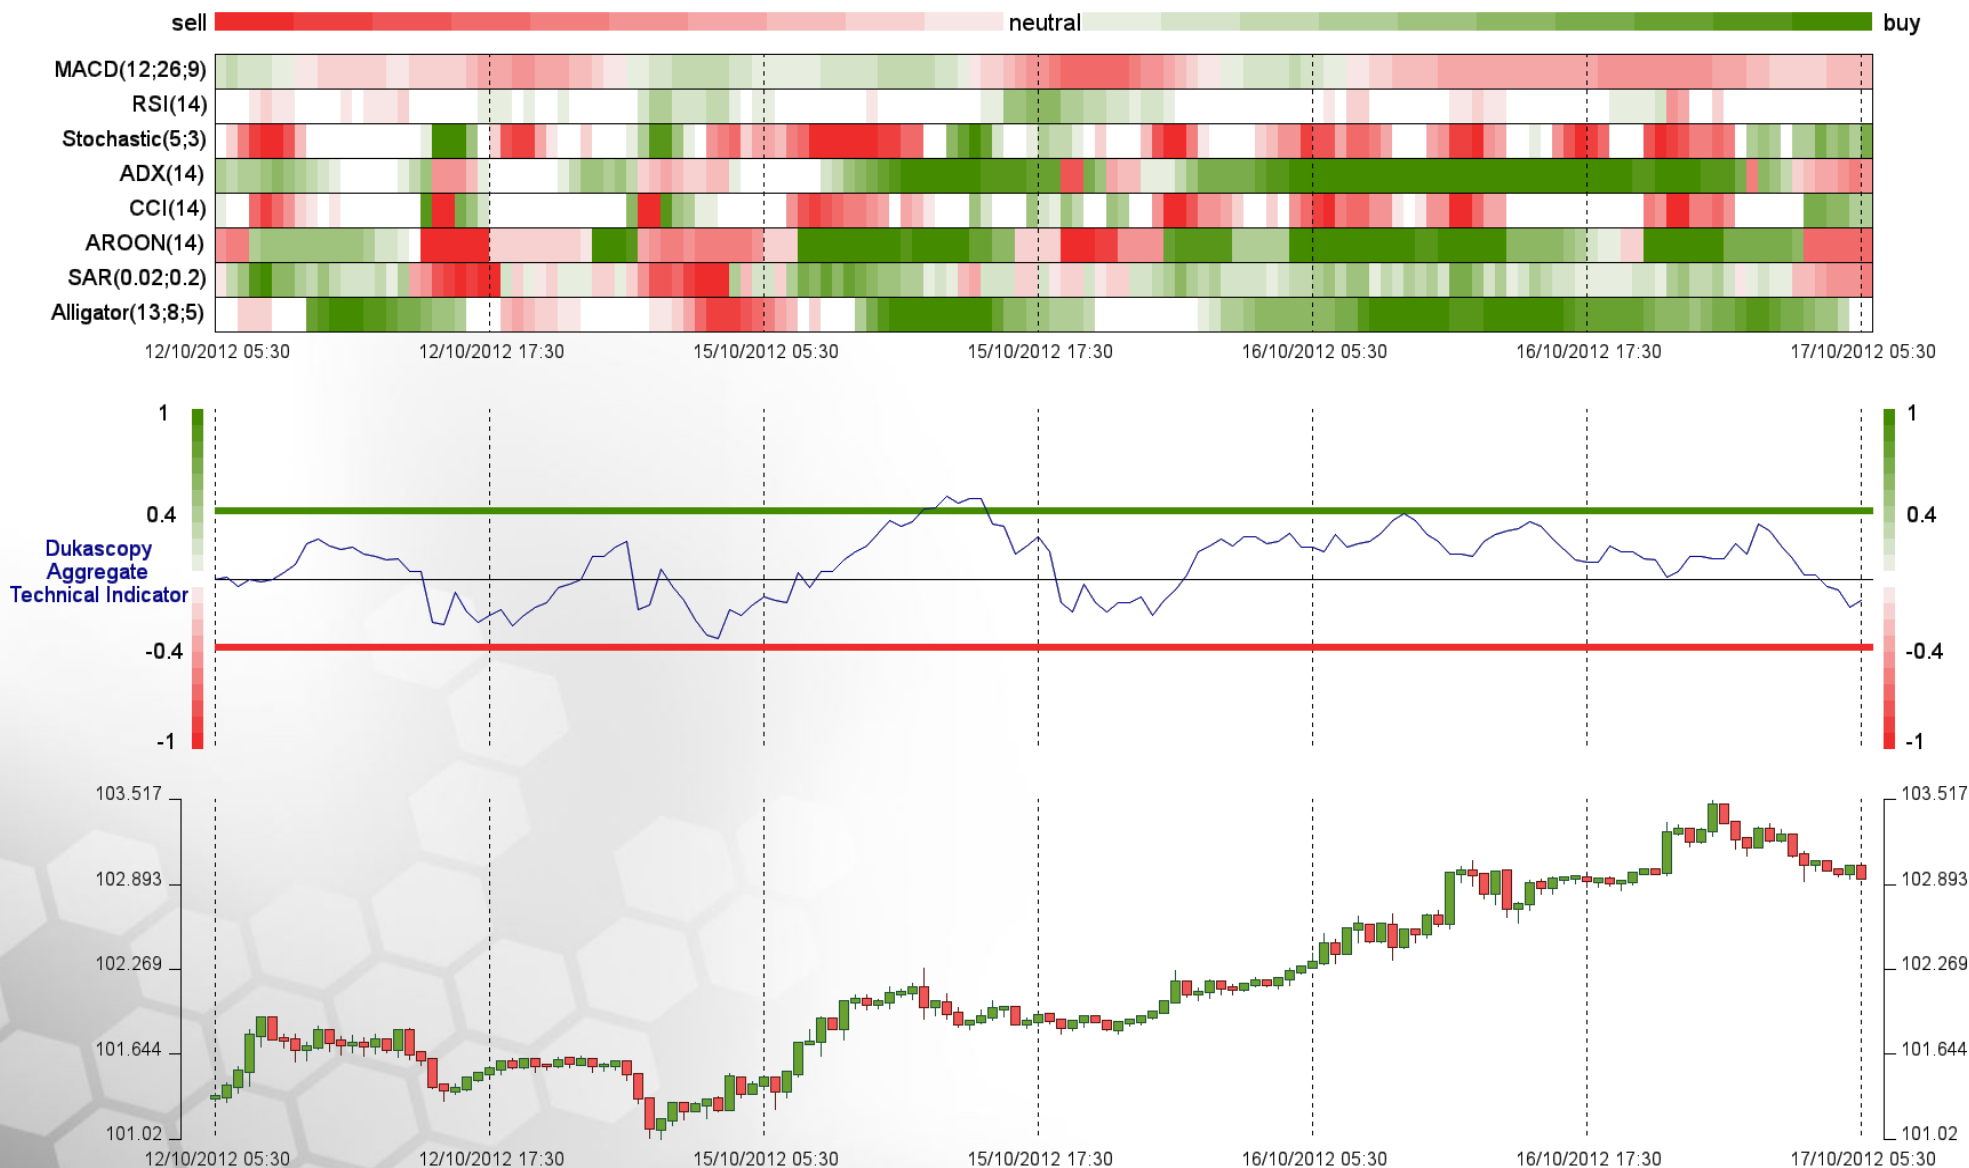 sell neutral buy
MACD(12;26;9)
RSI(14)
Stochastic(5;3)
ADX(14)
CCI(14)
AROON(14)
SAR(0.02;0.2)
Alligator(13;8;5)
12/10/2012 05:30 12/10/2012 17:30 15/10/2012 05:30 15/10/2012 17:30 16/10/2012 05:30 16/10/2012 17:30 17/10/2012 05:30
1 1
0.4 0.4
Dukascopy
Aggregate
Technical Indicator
-0.4 -0.4
-1 -1
103.517 103.517
102.893 102.893
102.269 102.269
101.644 101.644
101.02 101.02
12/10/2012 05:30 12/10/2012 17:30 15/10/2012 05:30 15/10/2012 17:30 16/10/2012 05:30 16/10/2012 17:30 17/10/2012 05:30